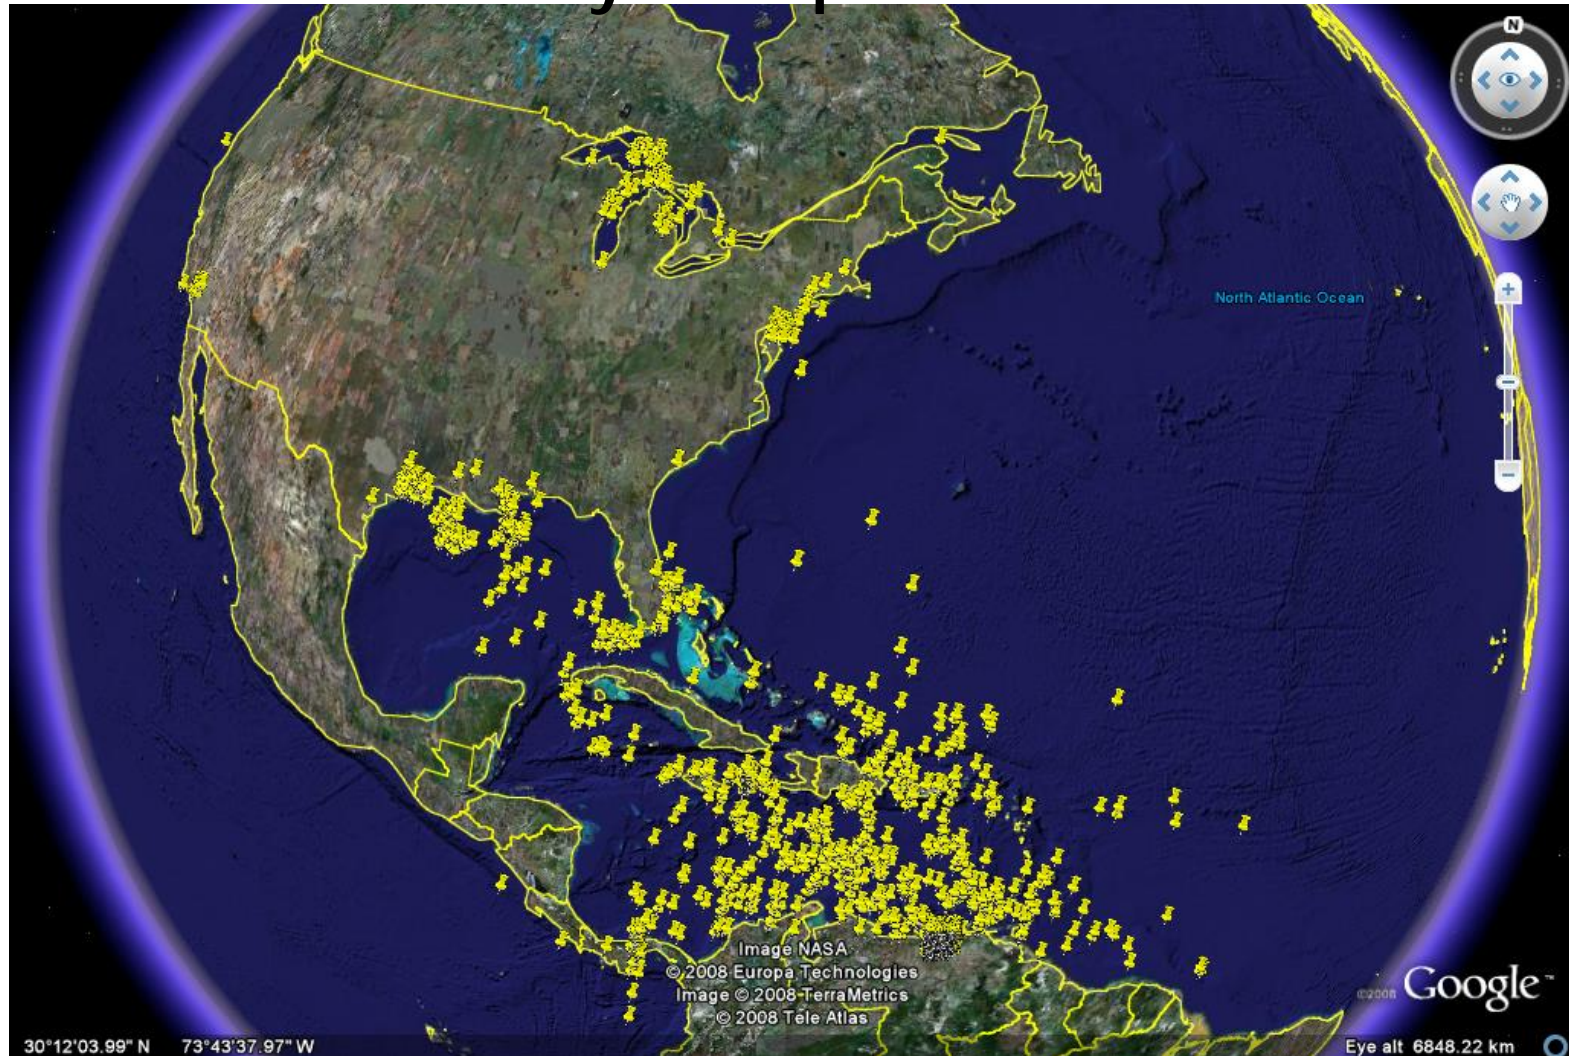 N
North Atlantic Ocean
Image NASA
© 2008 Europa Technologies
Image © 2008 TerraMetrics
© 2008 Tele Atlas
©2008 Google™
30°12'03.99" N 73°43'37.97" W
Eye alt 6848.22 km